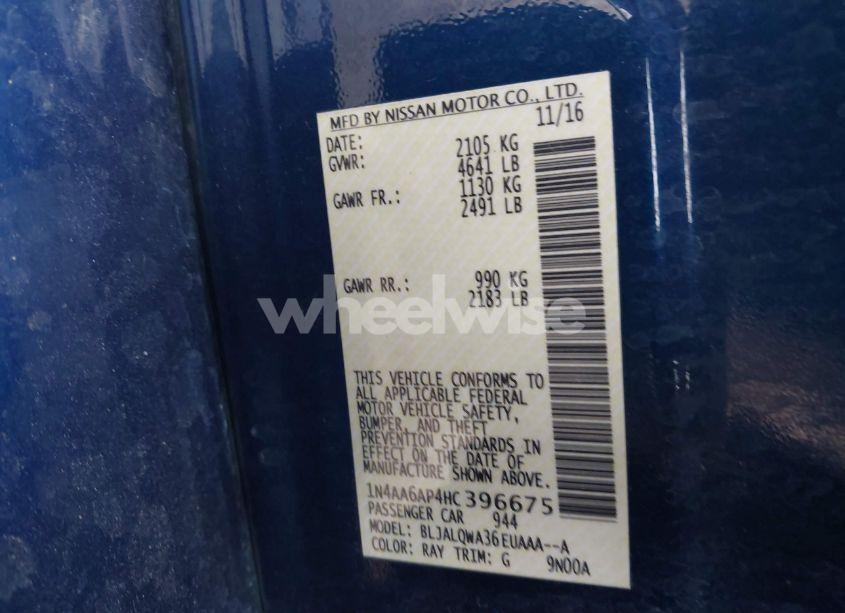 MFD BY NISSAN MOTOR CO., LTD.
DATE: 11/16
GVWR: 2105 KG
4641 LB
GAWR FR.: 1130 KG
2491 LB
GAWR RR.: 990 KG
2183 LB
wheelwise
THIS VEHICLE CONFORMS TO
ALL APPLICABLE FEDERAL
MOTOR VEHICLE SAFETY,
BUMPER, AND THEFT
PREVENTION STANDARDS IN
EFFECT ON THE DATE OF
MANUFACTURE SHOWN ABOVE.
1N4AA6AP4HC396675
PASSENGER CAR 944
MODEL: BLJALQWA36EUAAA--A
COLOR: RAY TRIM: G 9N00A